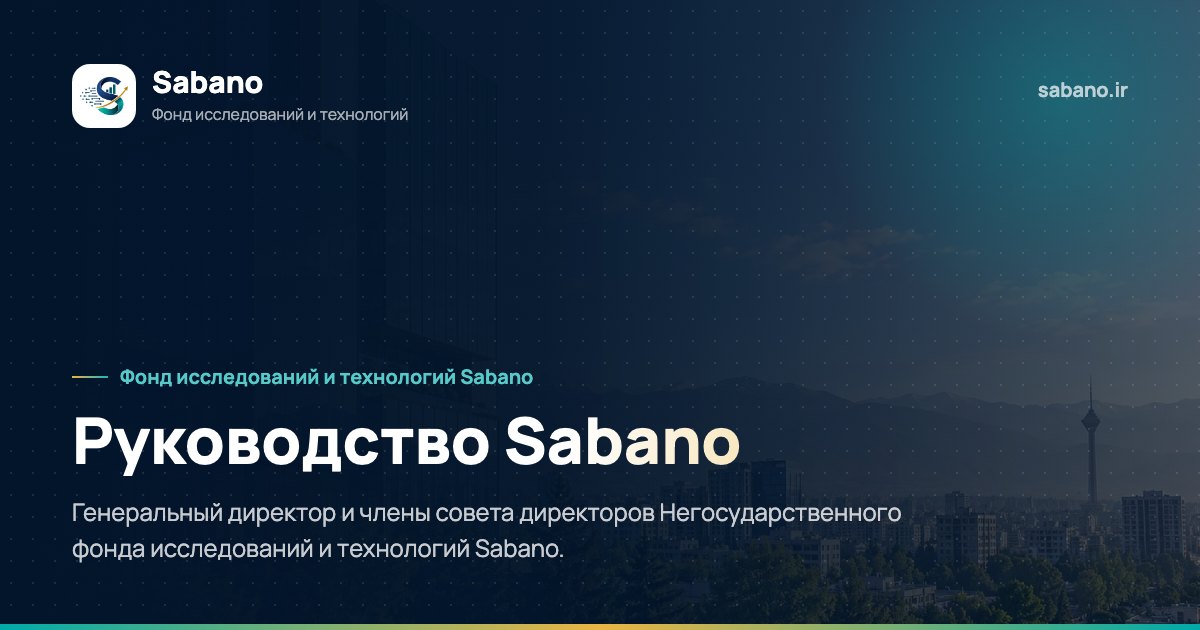 Sabano
Фонд исследований и технологий
sabano.ir
Фонд исследований и технологий Sabano
Руководство Sabano
Генеральный директор и члены совета директоров Негосударственного
фонда исследований и технологий Sabano.